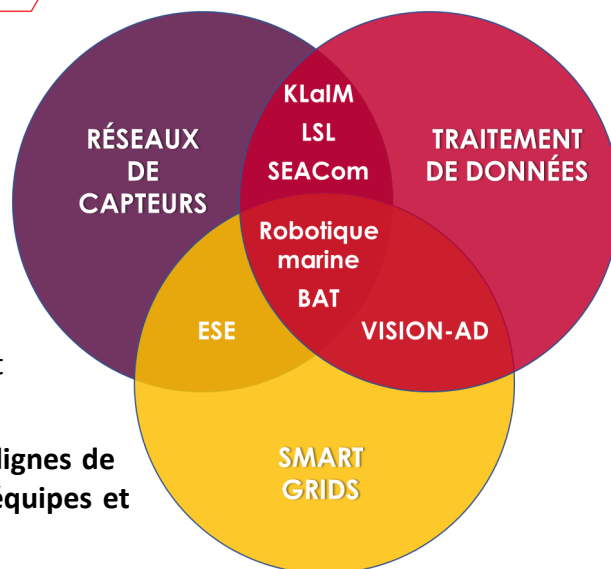 KLaIM
LSL
SEACom
RÉSEAUX
DE
CAPTEURS
TRAITEMENT
DE DONNÉES
Robotique
marine
BAT
ESE
VISION-AD
t
lignes de
équipes et
SMART
GRIDS